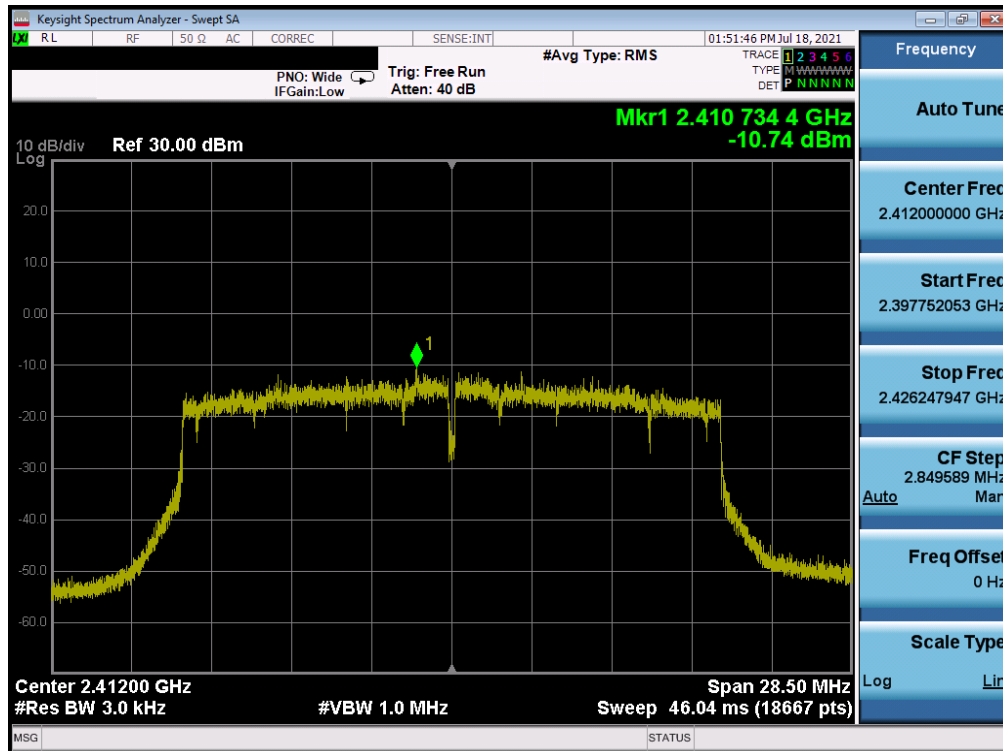 Keysight Spectrum Analyzer - Swept SA
LXI RL RF 50 Ω AC CORREC SENSE:INT 01:51:46 PM Jul 18, 2021
#Avg Type: RMS TRACE 1 2 3 4 5 6
PNO: Wide Trig: Free Run TYPE M WWWWW
IFGain:Low Atten: 40 dB DET P N N N N N
Mkr1 2.410 734 4 GHz
10 dB/div Ref 30.00 dBm -10.74 dBm
Log
20.0
10.0
0.00
1
-10.0
-20.0
-30.0
-40.0
-50.0
-60.0
Center 2.41200 GHz Span 28.50 MHz
#Res BW 3.0 kHz #VBW 1.0 MHz Sweep 46.04 ms (18667 pts)
MSG STATUS
Frequency
Auto Tune
Center Freq
2.412000000 GHz
Start Freq
2.397752053 GHz
Stop Freq
2.426247947 GHz
CF Step
2.849589 MHz
Auto Man
Freq Offset
0 Hz
Scale Type
Log Lin